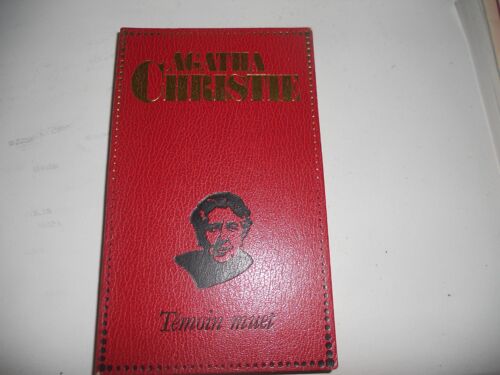 AGATHA
CHRISTIE
Témoin muet